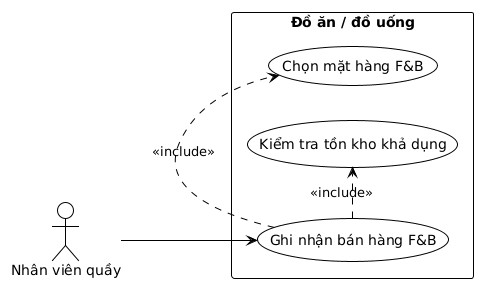 Đồ ăn / đồ uống
Chọn mặt hàng F&B
«include»
Kiểm tra tồn kho khả dụng
«include»
Ghi nhận bán hàng F&B
Nhân viên quầy